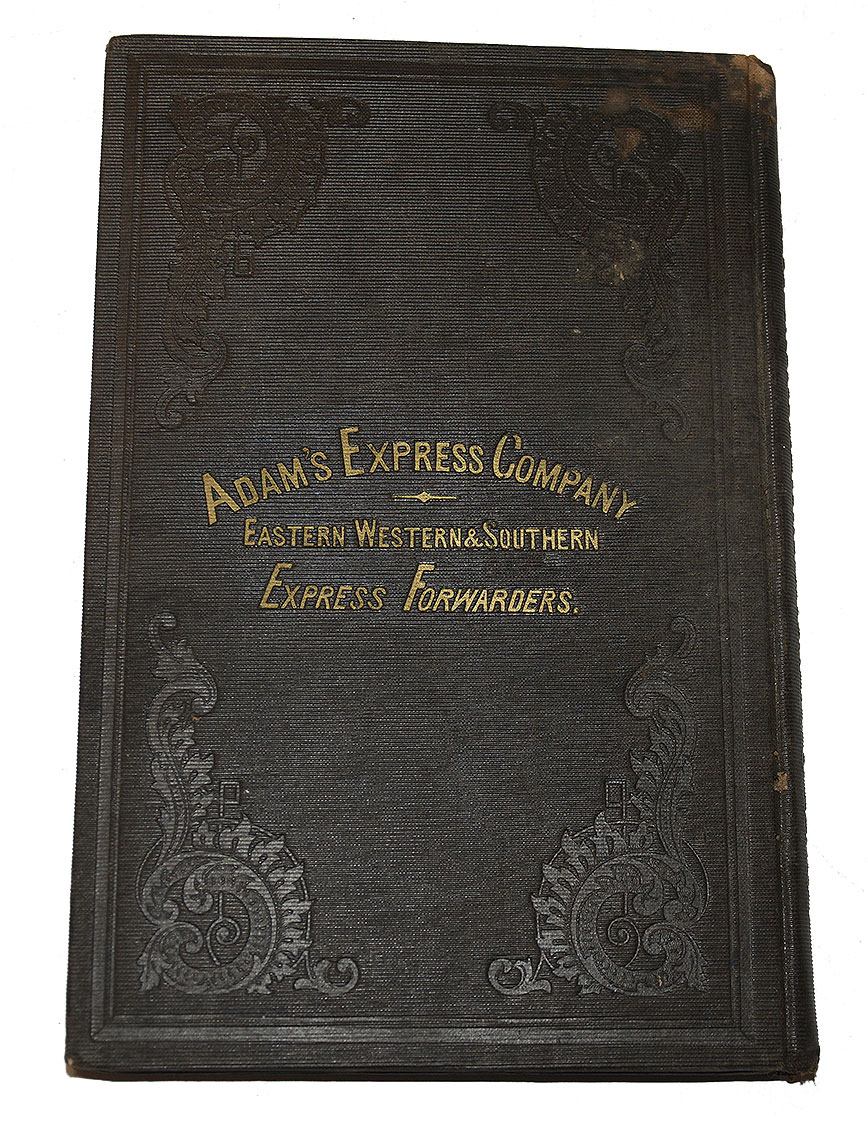 ADAM'S EXPRESS COMPANY
EASTERN WESTERN & SOUTHERN
EXPRESS FORWARDERS.